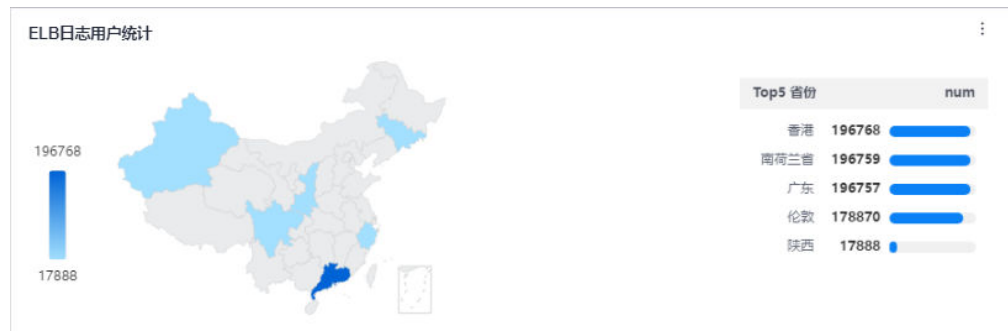 ELB日志用户统计
196768
17888
Top5 省份 num
香港 196768
南荷兰省 196759
广东 196757
伦敦 178870
陕西 17888